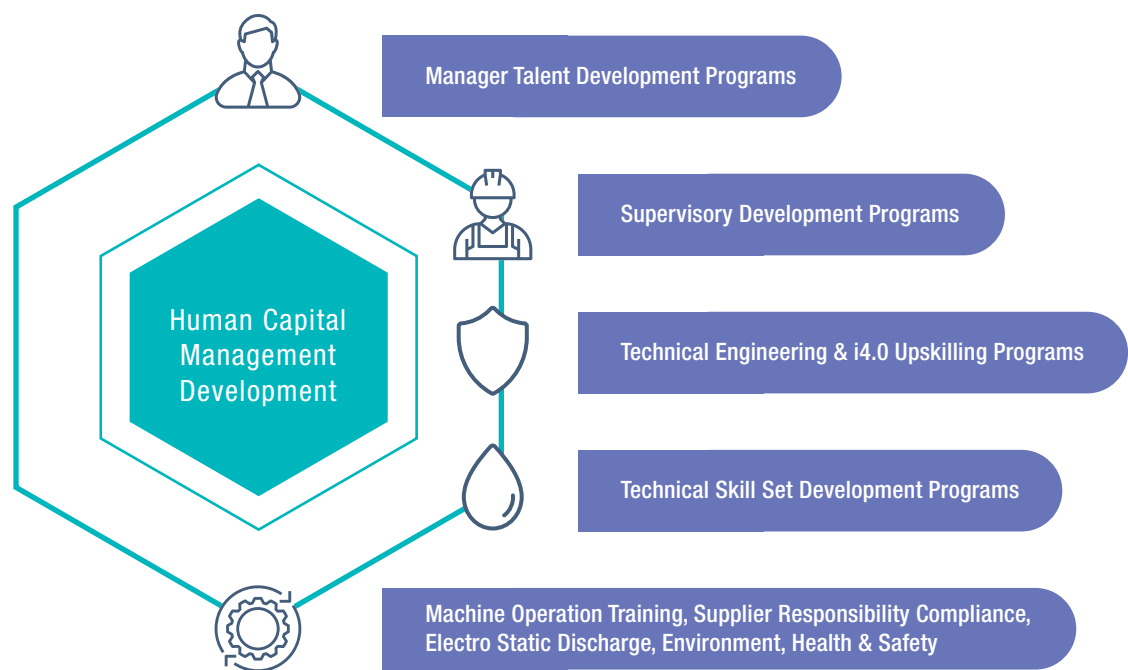 Manager Talent Development Programs
Supervisory Development Programs
Human Capital
Management
Development
Technical Engineering & i4.0 Upskilling Programs
Technical Skill Set Development Programs
Machine Operation Training, Supplier Responsibility Compliance,
Electro Static Discharge, Environment, Health & Safety